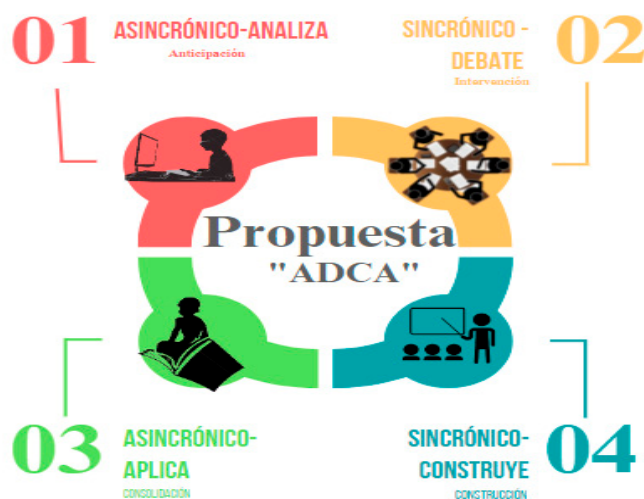 01
ASINCRÓNICO-ANALIZA
Anticipación
SINCRÓNICO -
DEBATE
Intervención
02
Propuesta
"ADCA"
03
ASINCRÓNICO-
APLICA
CONSOLIDACIÓN
SINCRÓNICO-
CONSTRUYE
CONSTRUCCIÓN
04